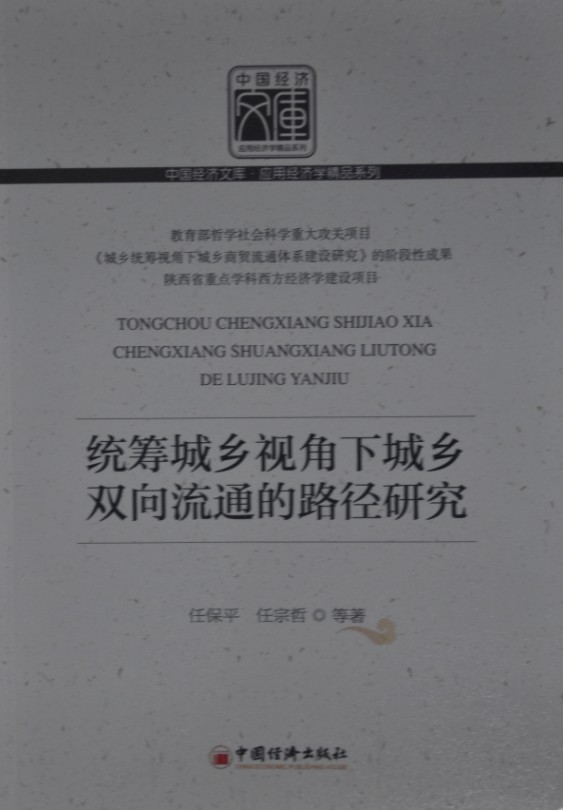 中国经济
文库
应用经济学精品系列
中国经济文库·应用经济学精品系列
教育部哲学社会科学重大攻关项目
《城乡统筹视角下城乡商贸流通体系建设研究》的阶段性成果
陕西省重点学科西方经济学建设项目
TONGCHOU CHENGXIANG SHIJIAO XIA
CHENGXIANG SHUANGXIANG LIUTONG
DE LUJING YANJIU
统筹城乡视角下城乡
双向流通的路径研究
任保平 任宗哲 ◎ 等著
中国经济出版社
CHINA ECONOMIC PUBLISHING HOUSE